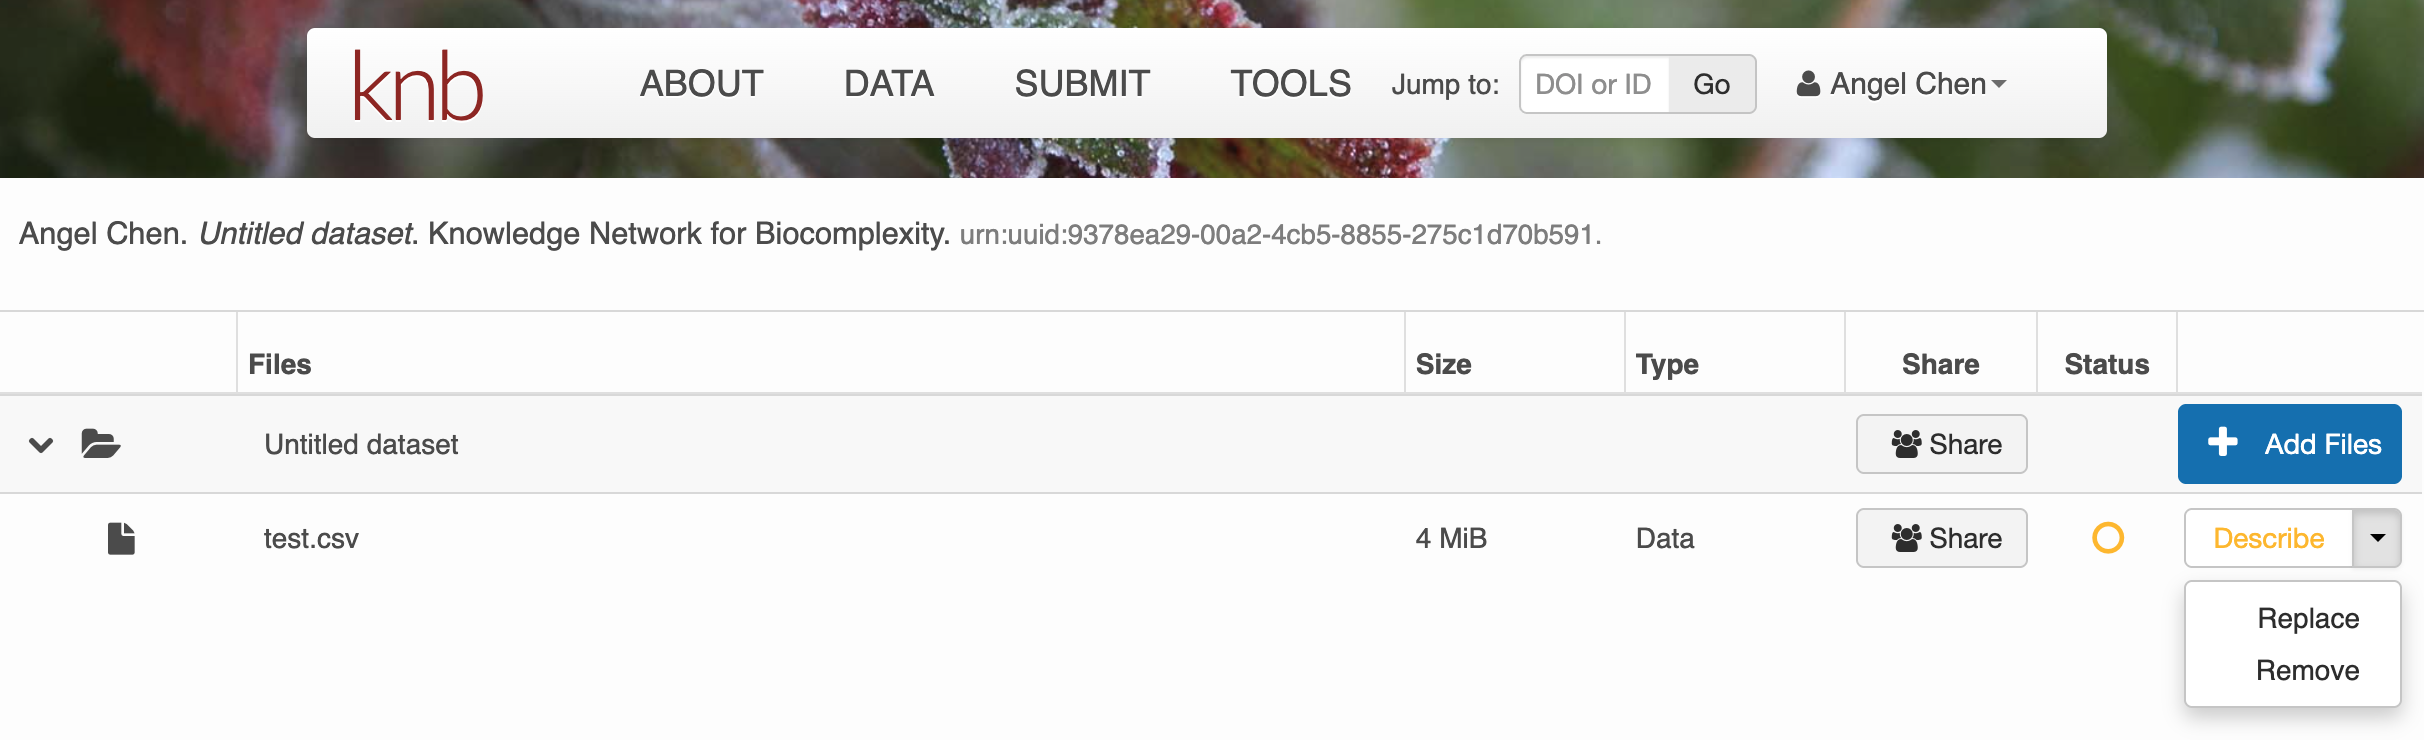 knb ABOUT DATA SUBMIT TOOLS Jump to: DOI or ID Go Angel Chen
Angel Chen. Untitled dataset. Knowledge Network for Biocomplexity. urn:uuid:9378ea29-00a2-4cb5-8855-275c1d70b591.
Files Size Type Share Status
Untitled dataset Share Add Files
test.csv 4 MiB Data Share Describe
Replace
Remove